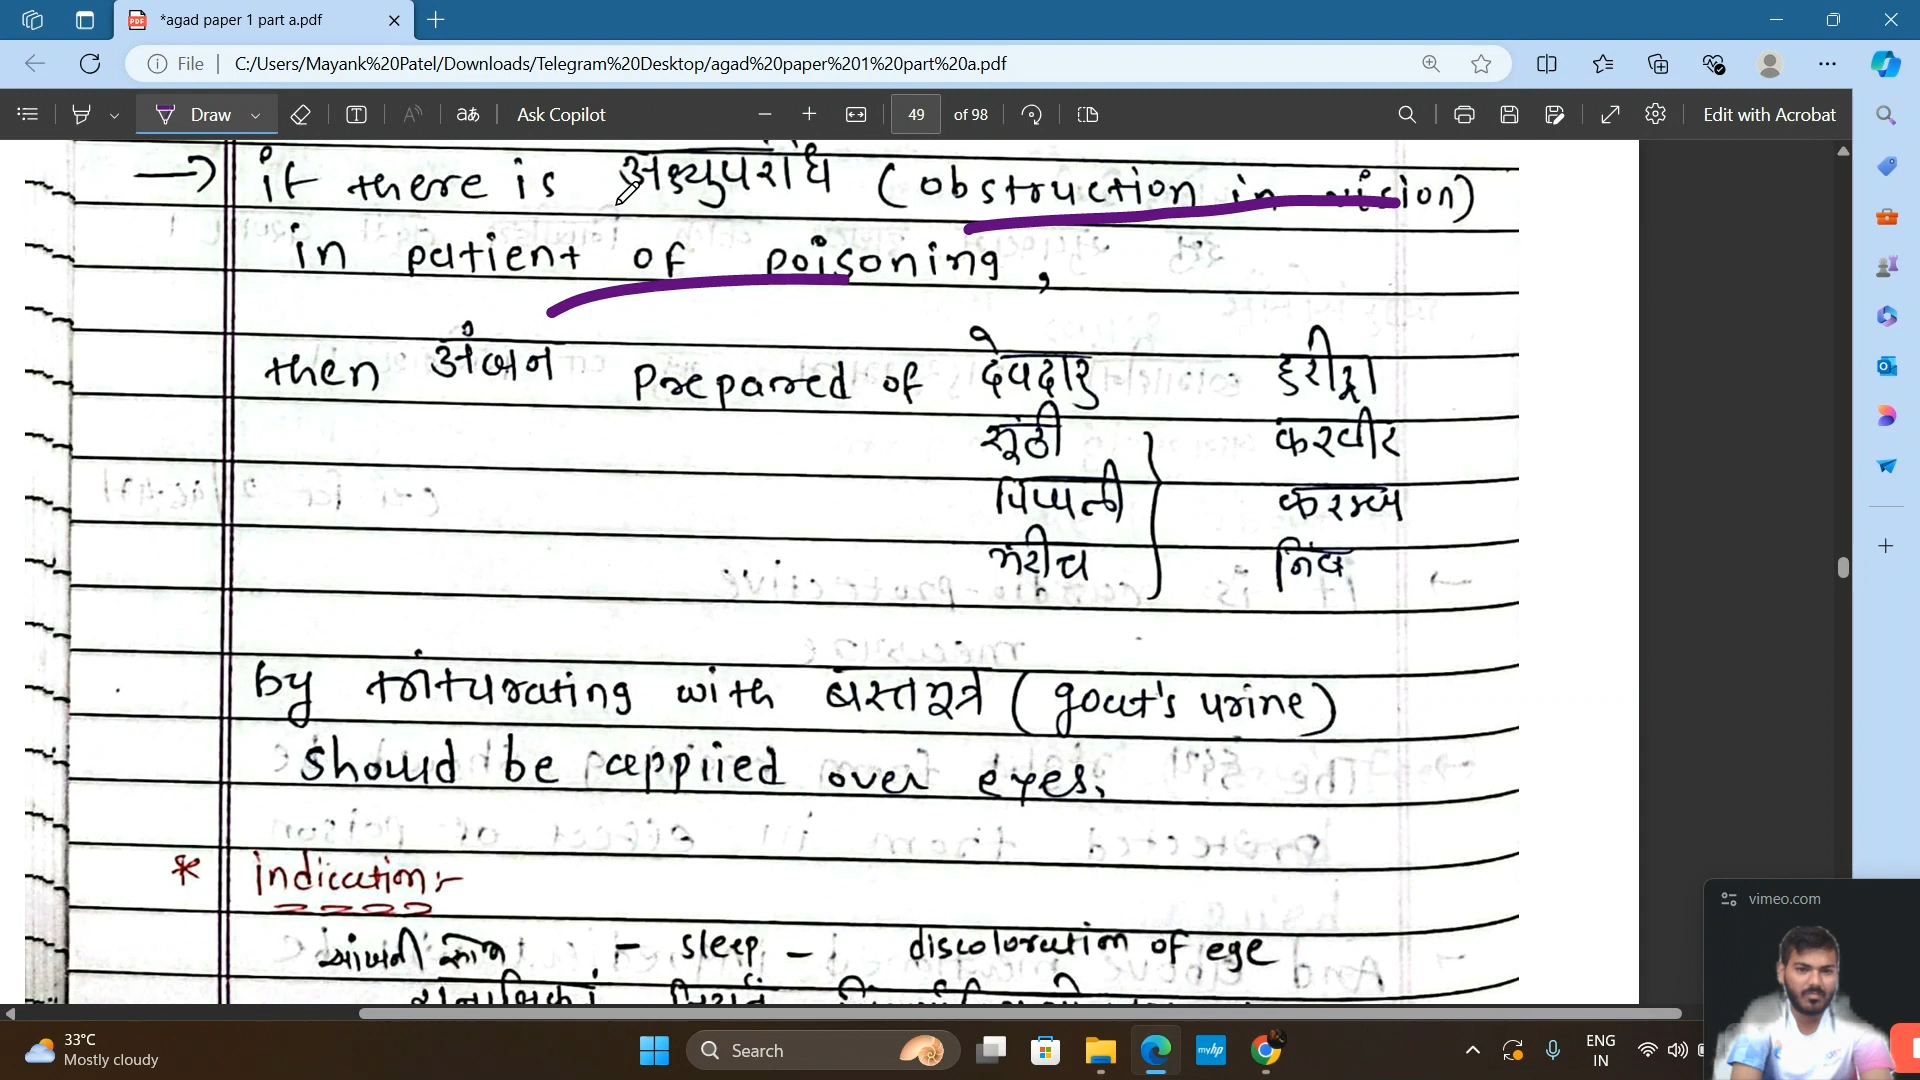 *agad paper 1 part a.pdf
File
C:/Users/Mayank%20Patel/Downloads/Telegram%20Desktop/agad%20paper%201%20part%20a.pdf
Draw
Ask Copilot
49 of 98
Edit with Acrobat
→ if there is अक्ष्युपरोध (obstruction in vision)
in patient of poisoning,
then अंजन prepared of देवदारु हरीद्रा
सूंठी करवीर
पिप्पली करञ्ज
मरीच निंब
by triturating with बस्तमूत्र (goat's urine)
should be applied over eyes.
* indication:-
- sleep - discoloration of eye
vimeo.com
33°C
Mostly cloudy
Search
myhp
ENG
IN